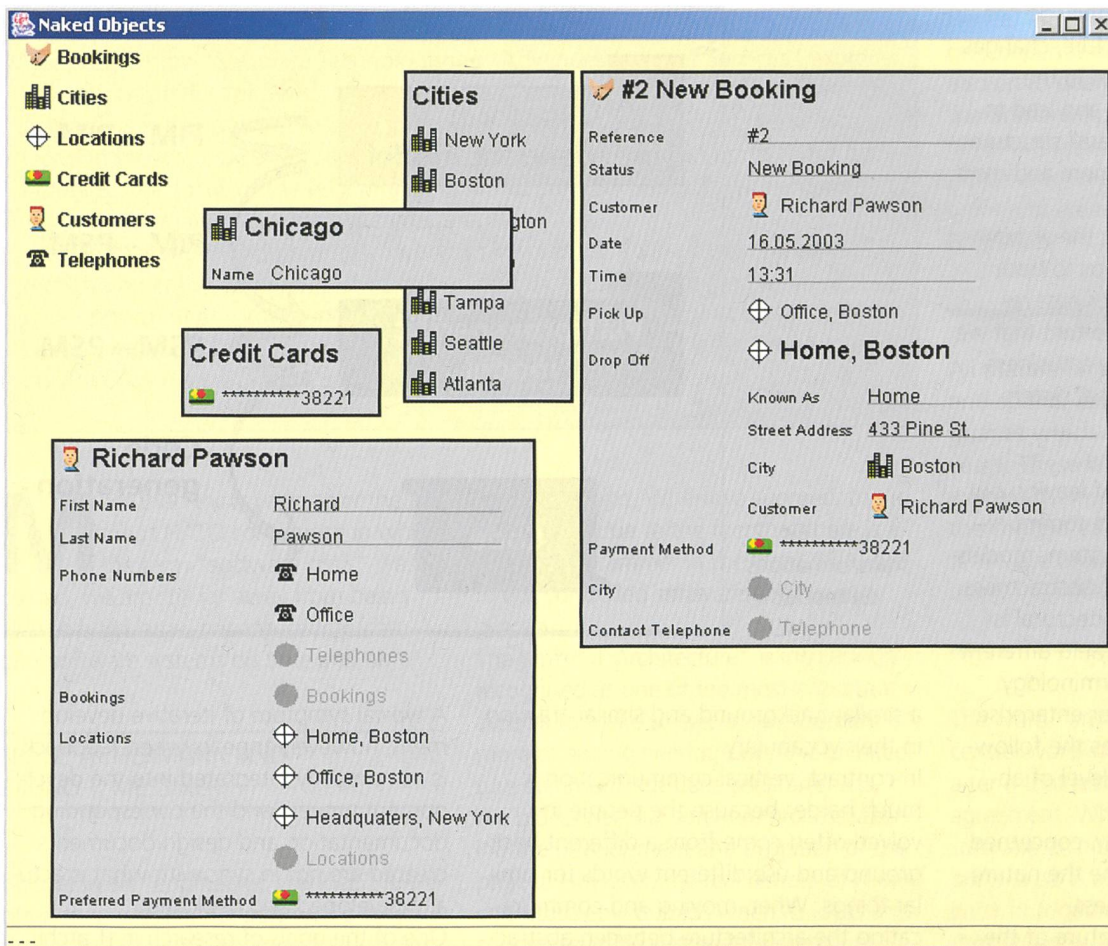 Naked Objects
Bookings
Cities
Locations
Credit Cards
Customers
Telephones
Cities
New York
Boston
gton
Tampa
Seattle
Atlanta
Chicago
Name Chicago
Credit Cards
**********38221
Richard Pawson
First Name Richard
Last Name Pawson
Phone Numbers Home
Office
Telephones
Bookings Bookings
Locations Home, Boston
Office, Boston
Headquaters, New York
Locations
Preferred Payment Method **********38221
#2 New Booking
Reference #2
Status New Booking
Customer Richard Pawson
Date 16.05.2003
Time 13:31
Pick Up Office, Boston
Drop Off Home, Boston
Known As Home
Street Address 433 Pine St.
City Boston
Customer Richard Pawson
Payment Method **********38221
City City
Contact Telephone Telephone
generation